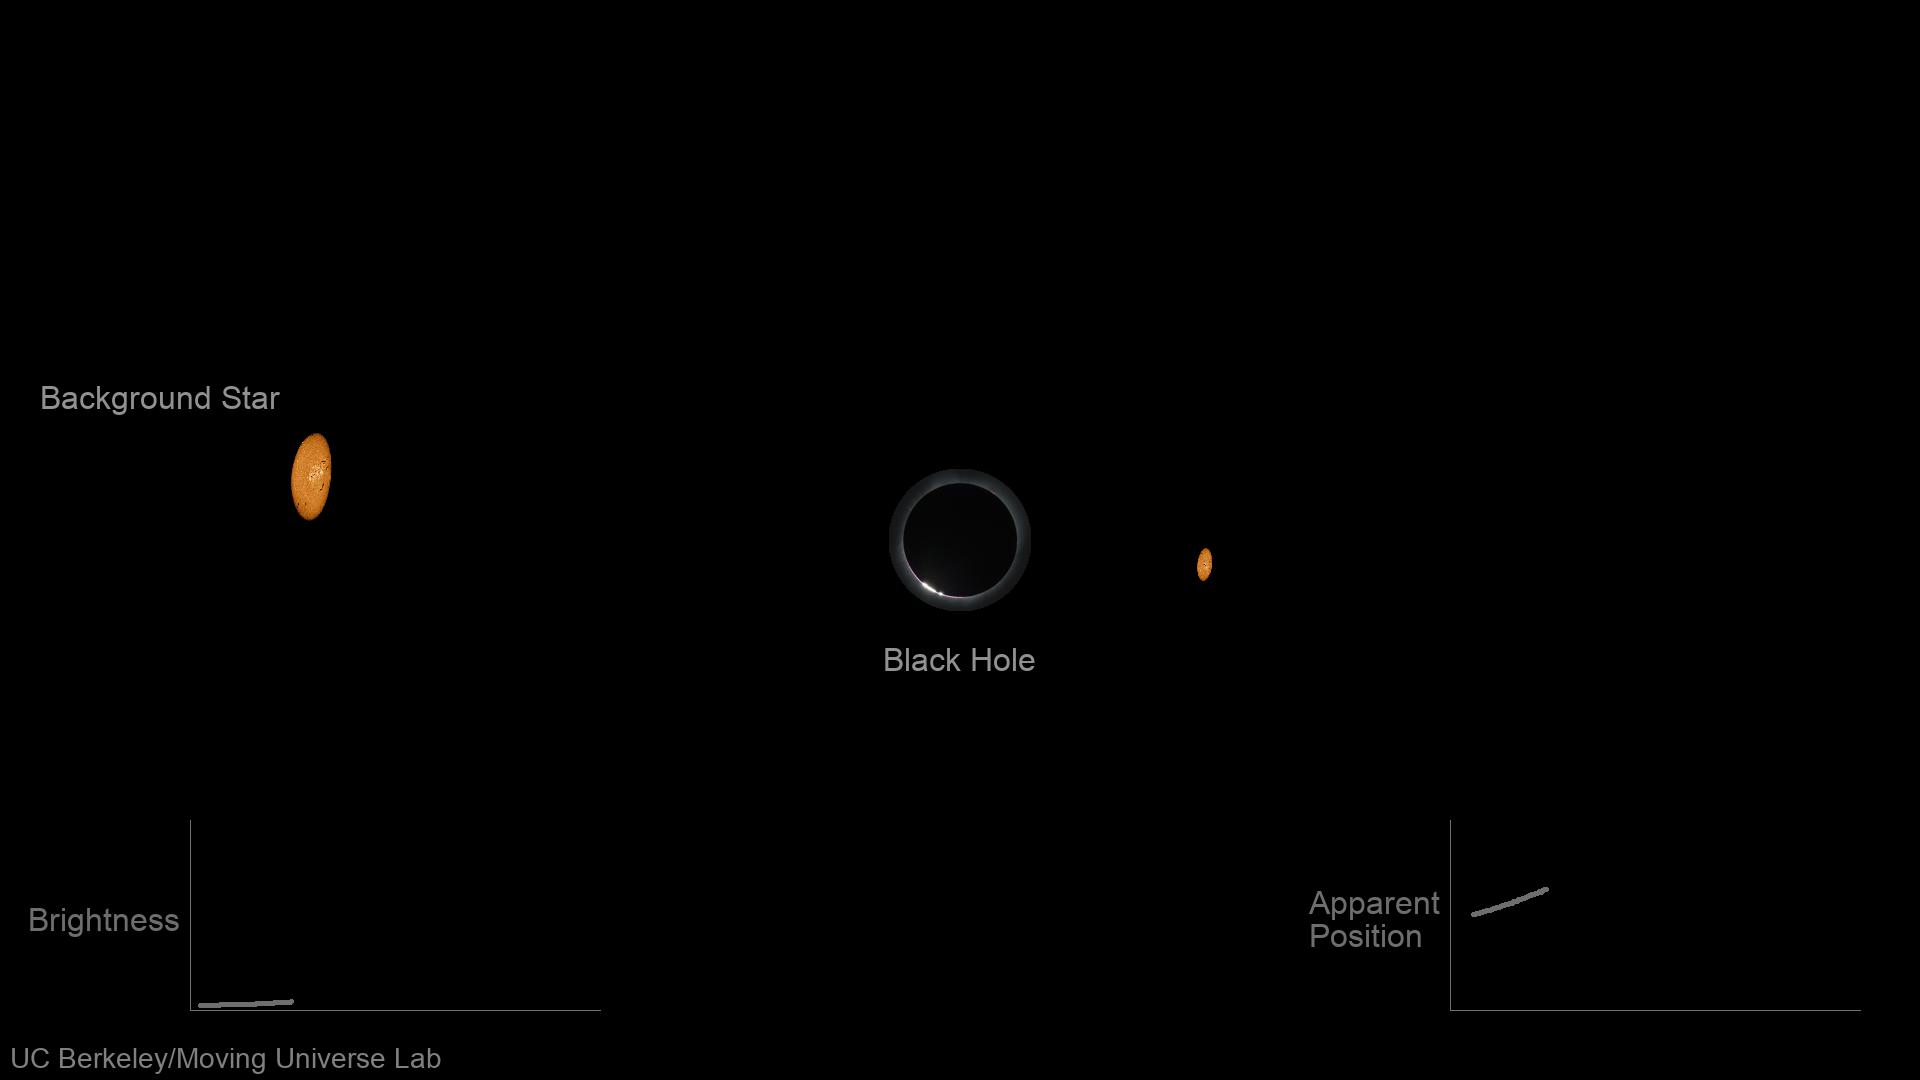 Background Star
Black Hole
Brightness
Apparent
Position
UC Berkeley/Moving Universe Lab